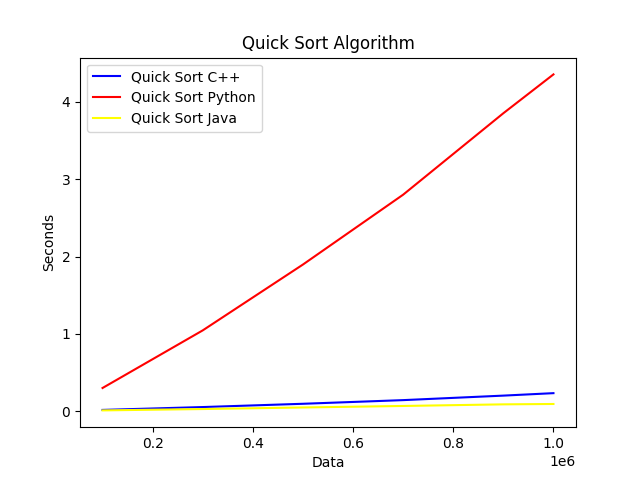 Quick Sort Algorithm
Quick Sort C++
Quick Sort Python
Quick Sort Java
4
3
2
1
0
Seconds
0.2
0.4
0.6
0.8
1.0
1e6
Data